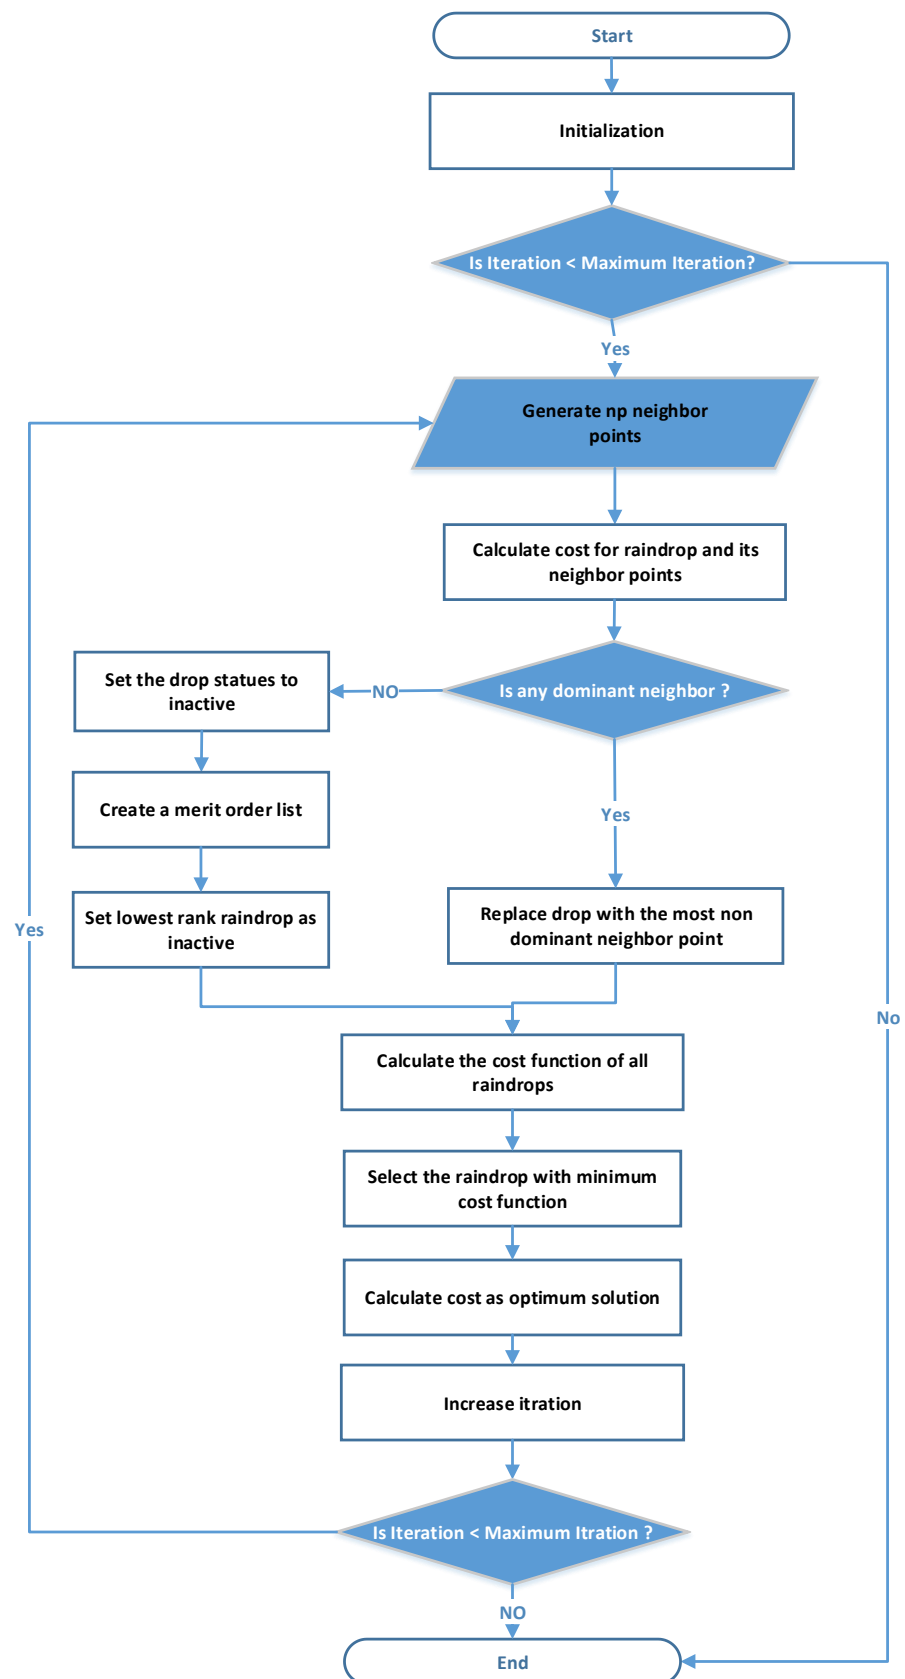 Start
Initialization
Is Iteration < Maximum Iteration?
Yes
Generate np neighbor
points
Calculate cost for raindrop and its
neighbor points
Is any dominant neighbor ?
NO
Set the drop statues to
inactive
Create a merit order list
Set lowest rank raindrop as
inactive
Yes
Replace drop with the most non
dominant neighbor point
Yes
No
Calculate the cost function of all
raindrops
Select the raindrop with minimum
cost function
Calculate cost as optimum solution
Increase itration
Is Iteration < Maximum Itration ?
NO
End